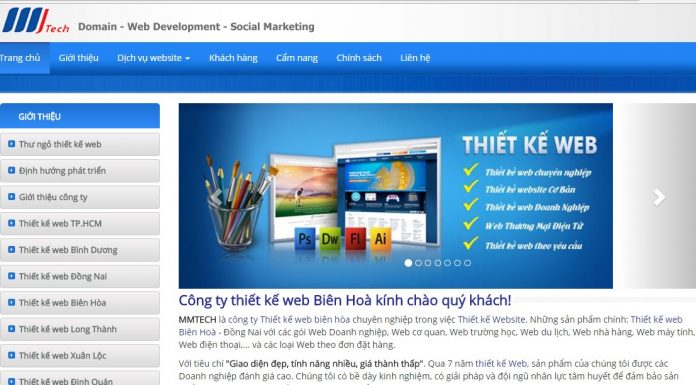 Tech
Domain - Web Development - Social Marketing
Trang chủ Giới thiệu Dịch vụ website Khách hàng Cẩm nang Chính sách Liên hệ
GIỚI THIỆU
Thư ngỏ thiết kế web
Định hướng phát triển
Giới thiệu công ty
Thiết kế web TP.HCM
Thiết kế web Bình Dương
Thiết kế web Đồng Nai
Thiết kế web Biên Hòa
Thiết kế web Long Thành
Thiết kế web Xuân Lộc
Thiết kế web Định Quán
THIẾT KẾ WEB
Thiết kế web chuyên nghiệp
Thiết kế website Cơ Bản
Thiết kế web Doanh Nghiệp
Web Thương Mại Điện Tử
Thiết kế web theo yêu cầu
Ps Dw Fl Ai
Công ty thiết kế web Biên Hoà kính chào quý khách!
MMTECH là công ty Thiết kế web biên hòa chuyên nghiệp trong việc Thiết kế Website. Những sản phẩm chính: Thiết kế web
Biên Hoà - Đồng Nai với các gói Web Doanh nghiệp, Web cơ quan, Web trường học, Web du lịch, Web nhà hàng, Web máy tính,
Web điện thoại,... và các loại Web theo đơn đặt hàng.
Với tiêu chí "Giao diện đẹp, tính năng nhiều, giá thành thấp". Qua 7 năm thiết kế Web, sản phẩm của chúng tôi được các
Doanh nghiệp đánh giá cao. Chúng tôi có bề dày kinh nghiệm, có giải pháp và đội ngũ nhân lực tâm huyết để đảm bảo sản